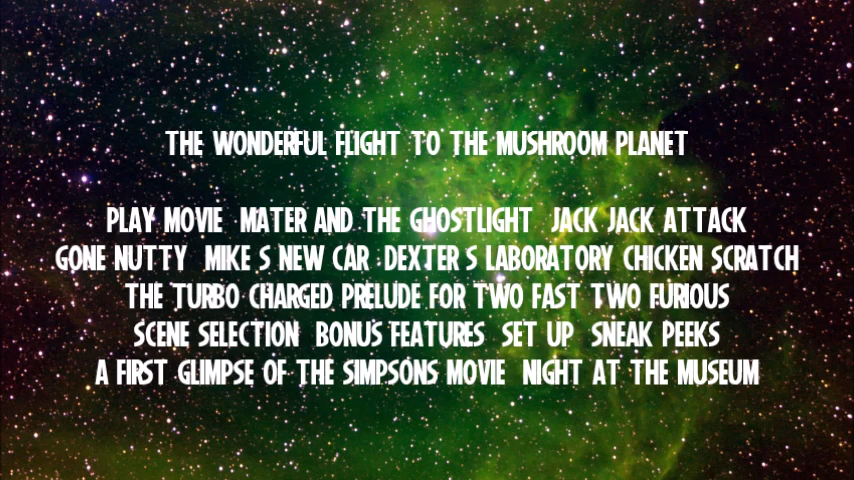 THE WONDERFUL FLIGHT TO THE MUSHROOM PLANET
PLAY MOVIE MATER AND THE GHOSTLIGHT JACK JACK ATTACK
GONE NUTTY MIKE S NEW CAR DEXTER S LABORATORY CHICKEN SCRATCH
THE TURBO CHARGED PRELUDE FOR TWO FAST TWO FURIOUS
SCENE SELECTION BONUS FEATURES SET UP SNEAK PEEKS
A FIRST GLIMPSE OF THE SIMPSONS MOVIE NIGHT AT THE MUSEUM